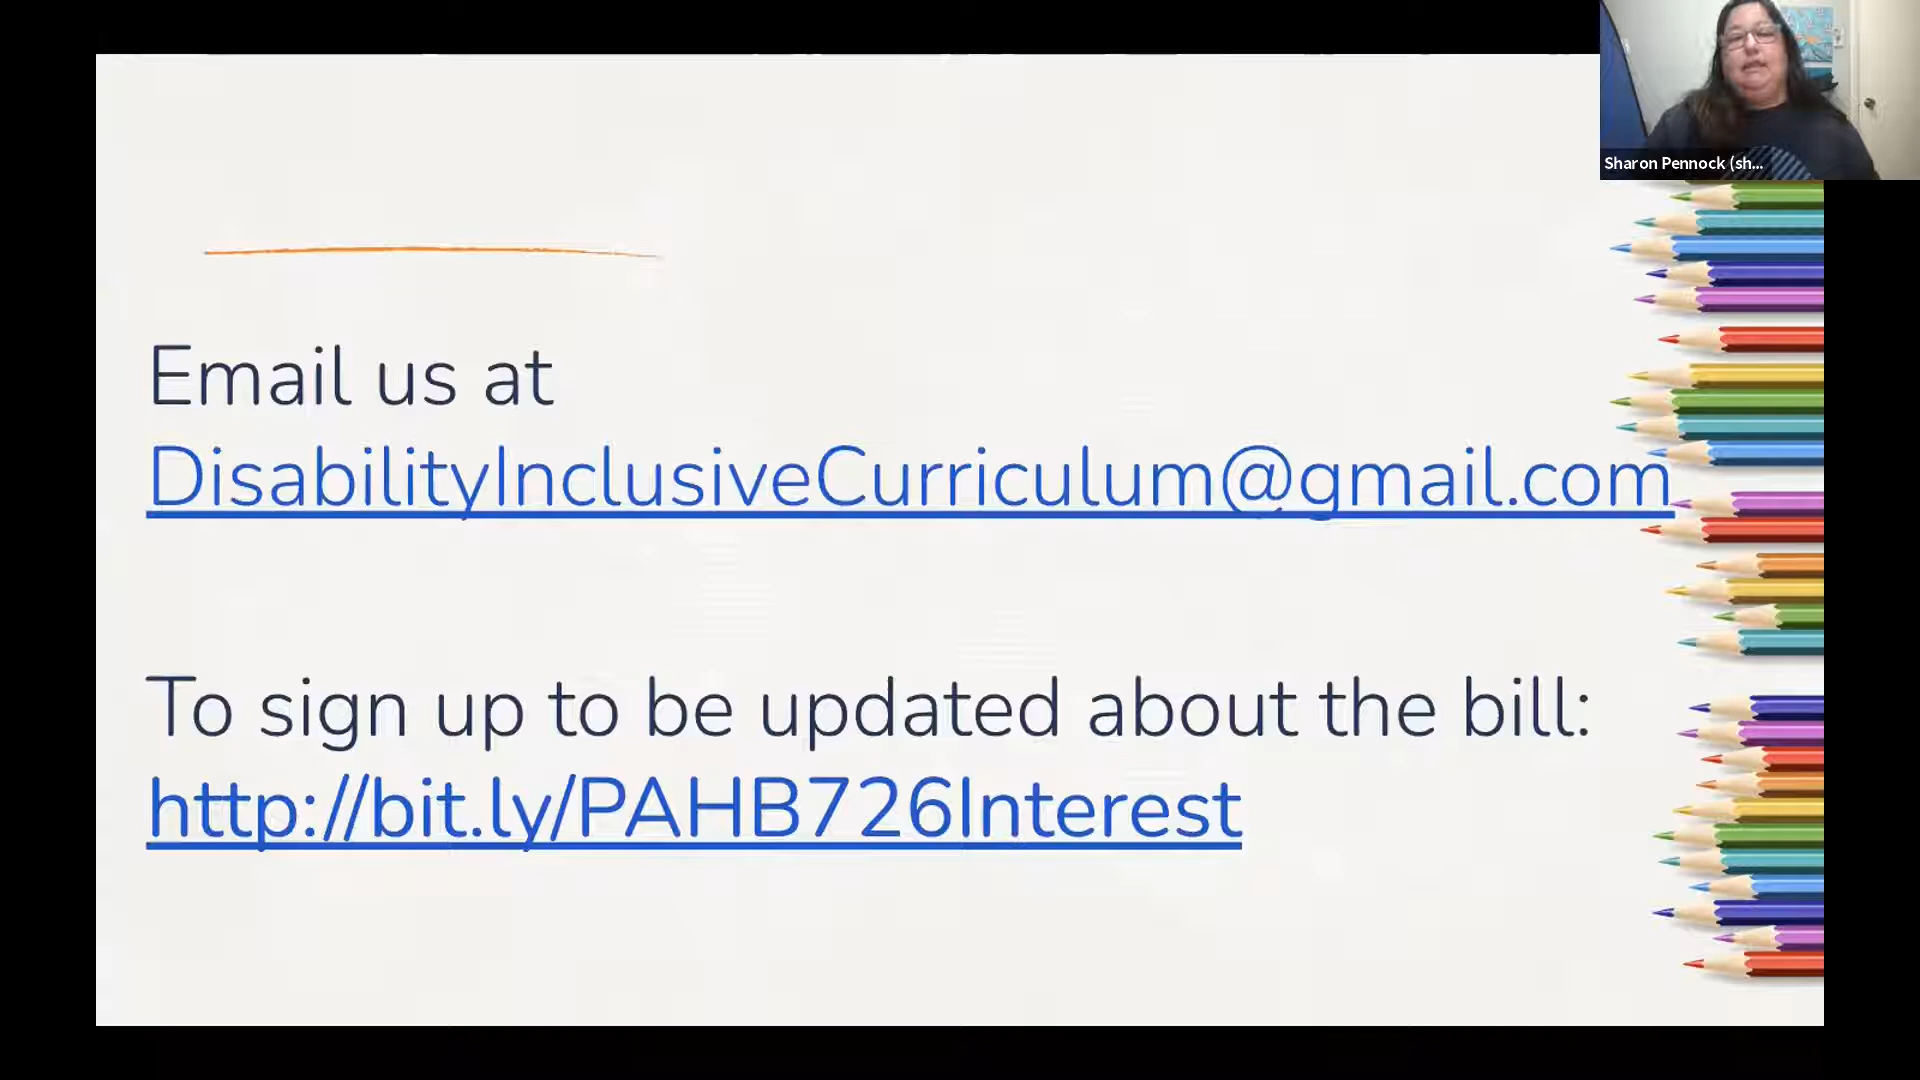 Sharon Pennock (sh...
Email us at
DisabilityInclusiveCurriculum@gmail.com
To sign up to be updated about the bill:
http://bit.ly/PAHB726Interest